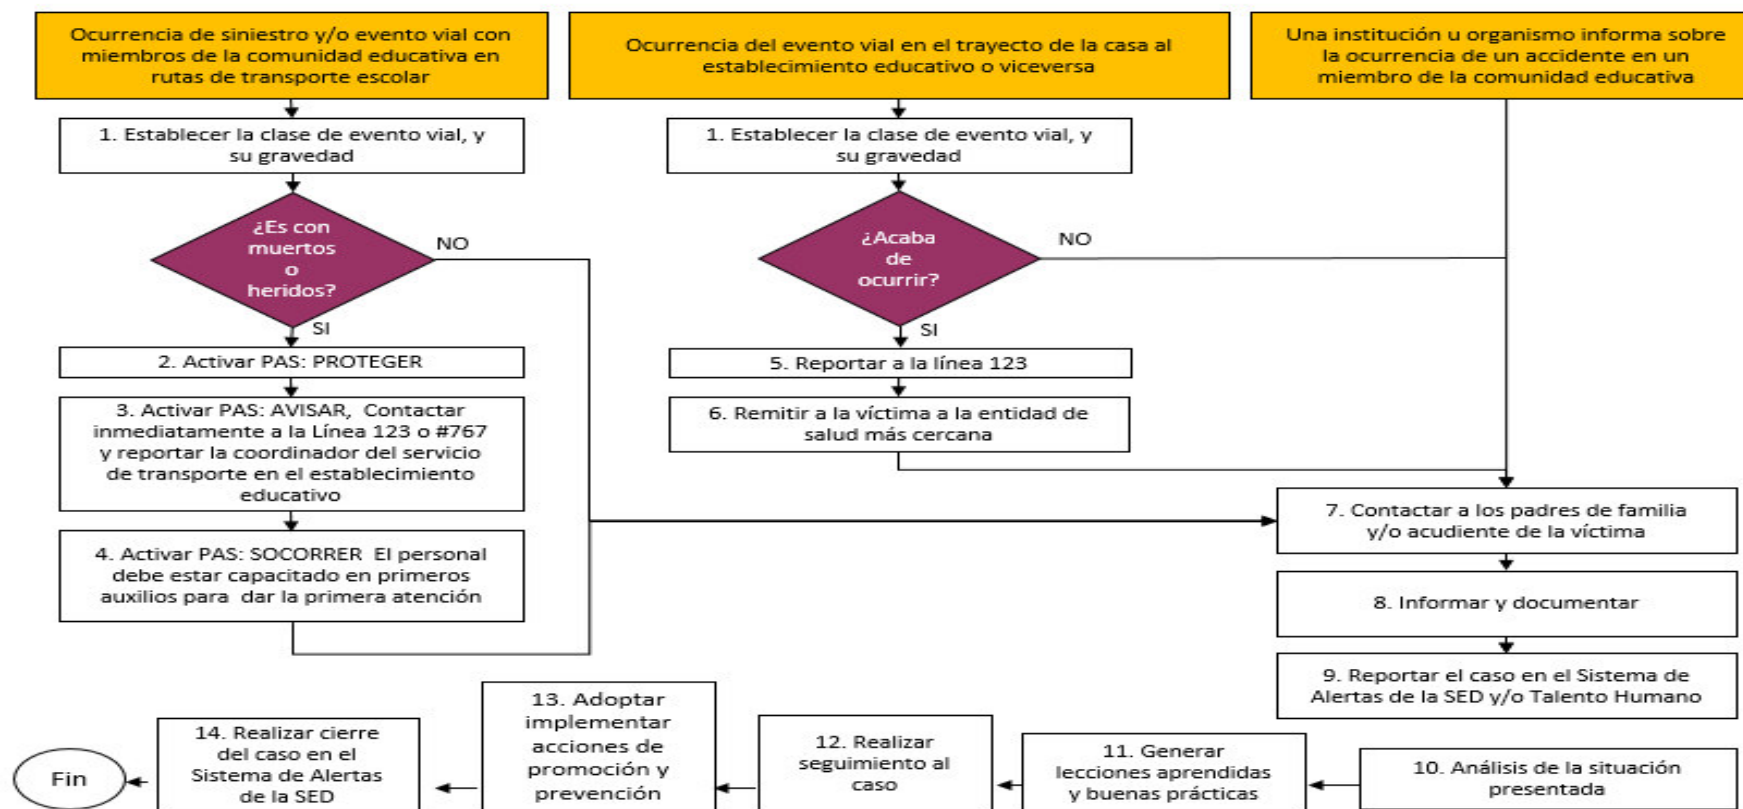 Ocurrencia de siniestro y/o evento vial con
miembros de la comunidad educativa en
rutas de transporte escolar
Ocurrencia del evento vial en el trayecto de la casa al
establecimiento educativo o viceversa
Una institución u organismo informa sobre
la ocurrencia de un accidente en un
miembro de la comunidad educativa
1. Establecer la clase de evento vial, y
su gravedad
1. Establecer la clase de evento vial, y
su gravedad
¿Es con
muertos
o
heridos?
NO
SI
¿Acaba
de
ocurrir?
NO
SI
2. Activar PAS: PROTEGER
3. Activar PAS: AVISAR, Contactar
inmediatamente a la Línea 123 o #767
y reportar la coordinador del servicio
de transporte en el establecimiento
educativo
4. Activar PAS: SOCORRER El personal
debe estar capacitado en primeros
auxilios para dar la primera atención
5. Reportar a la línea 123
6. Remitir a la víctima a la entidad de
salud más cercana
7. Contactar a los padres de familia
y/o acudiente de la víctima
8. Informar y documentar
9. Reportar el caso en el Sistema de
Alertas de la SED y/o Talento Humano
10. Análisis de la situación
presentada
11. Generar
lecciones aprendidas
y buenas prácticas
12. Realizar
seguimiento al
caso
13. Adoptar
implementar
acciones de
promoción y
prevención
14. Realizar cierre
del caso en el
Sistema de Alertas
de la SED
Fin